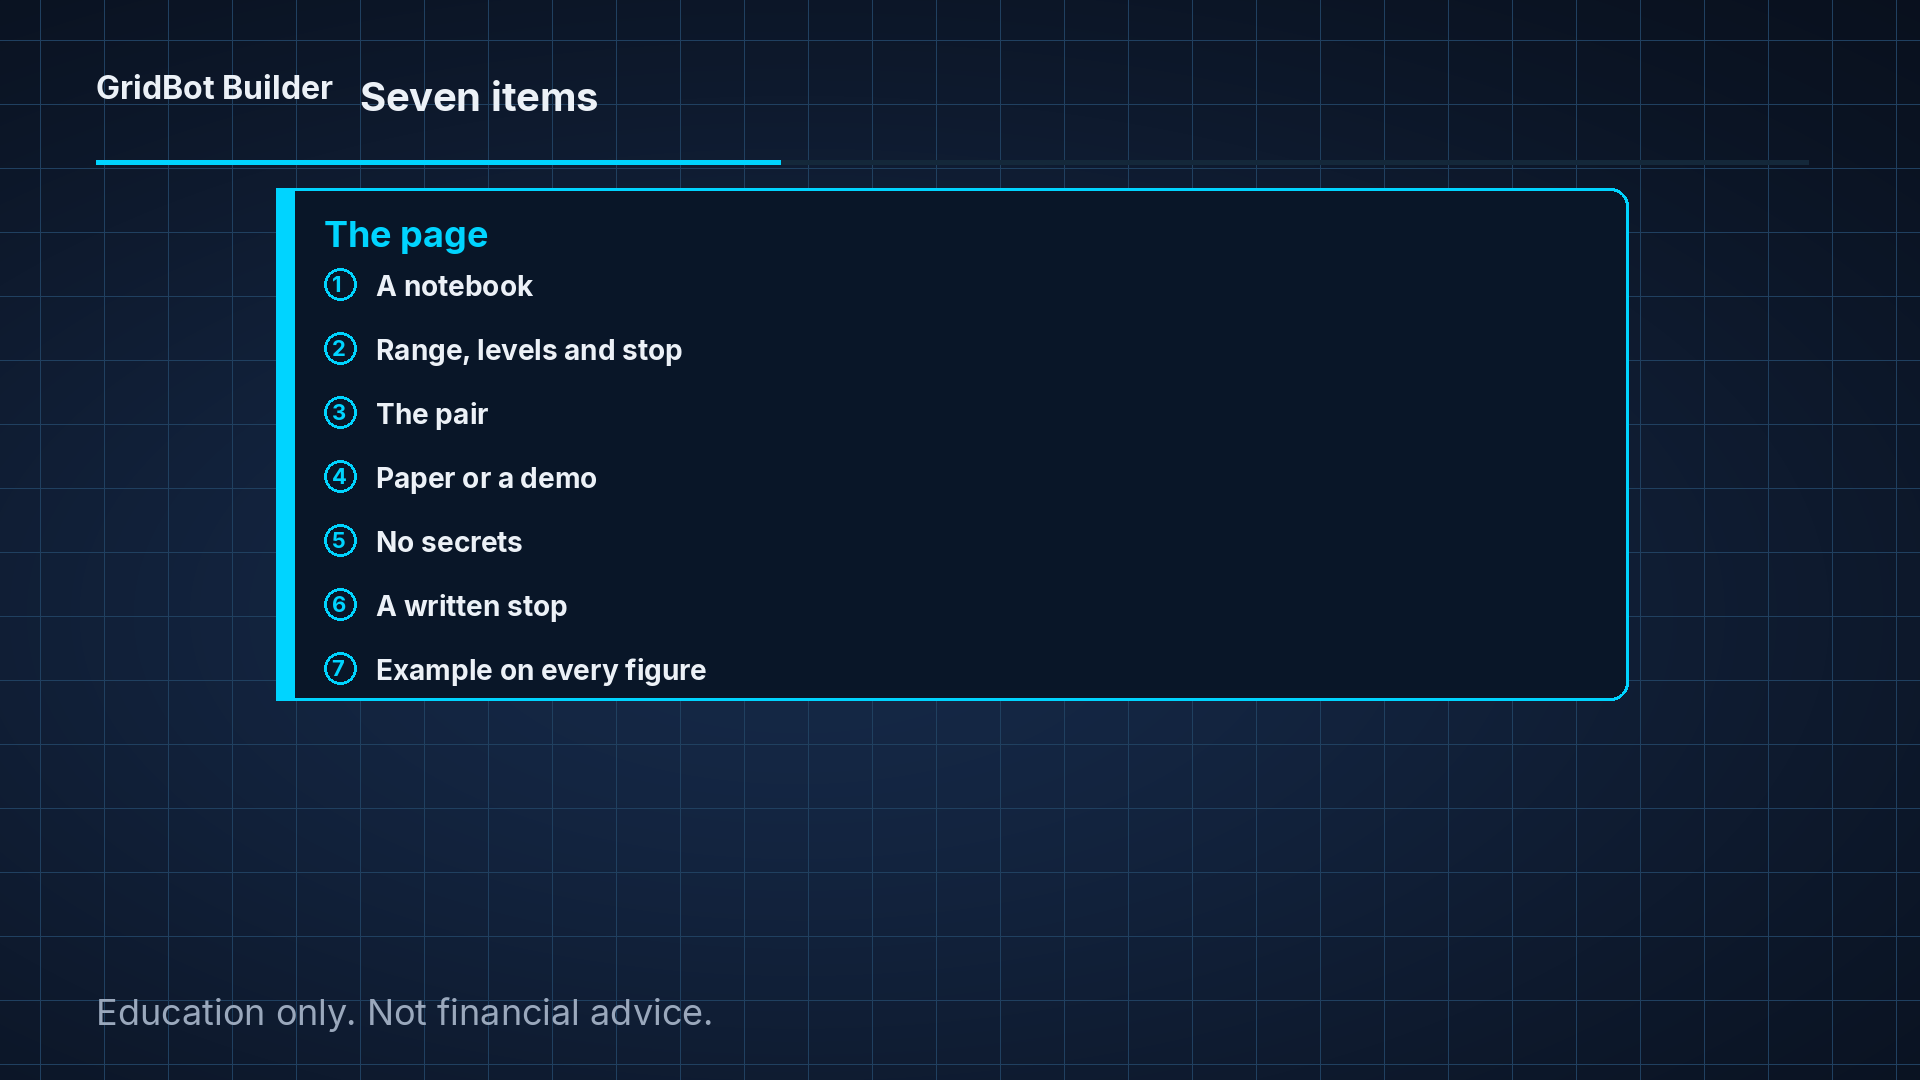 GridBot Builder
Seven items
The page
1 A notebook
2 Range, levels and stop
3 The pair
4 Paper or a demo
5 No secrets
6 A written stop
7 Example on every figure
Education only. Not financial advice.